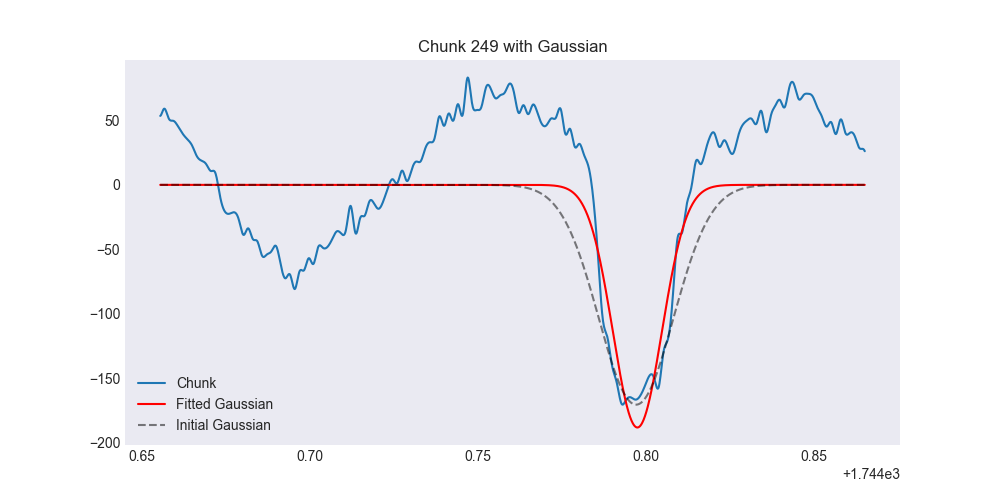 Chunk 249 with Gaussian
50
0
−50
−100
−150
−200
Chunk
Fitted Gaussian
Initial Gaussian
0.65 0.70 0.75 0.80 0.85
+1.744e3